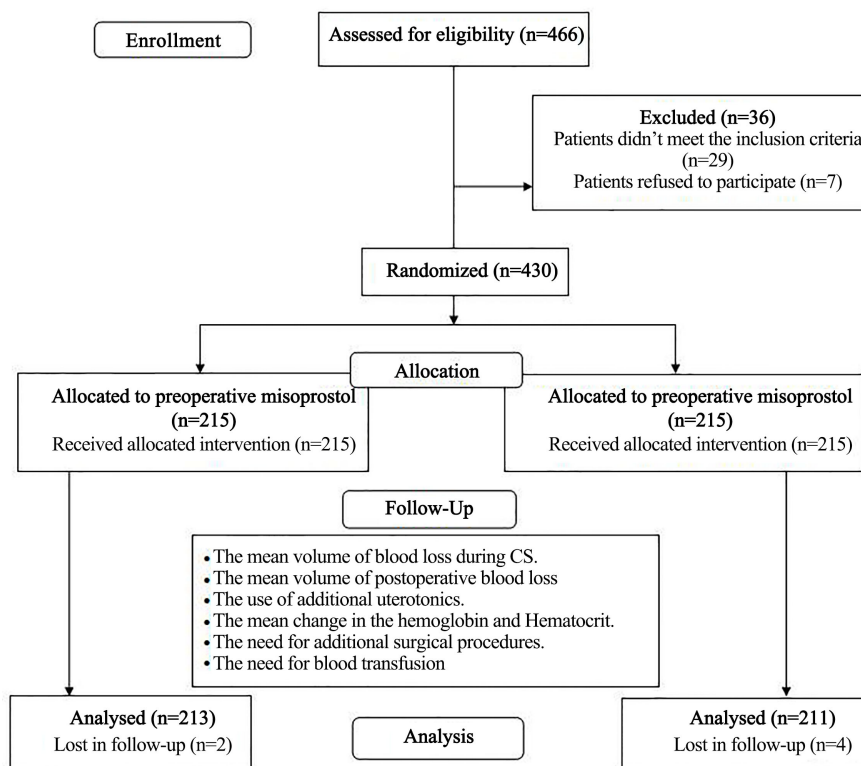 Enrollment
Assessed for eligibility (n=466)
Excluded (n=36)
Patients didn’t meet the inclusion criteria
(n=29)
Patients refused to participate (n=7)
Randomized (n=430)
Allocation
Allocated to preoperative misoprostol
(n=215)
Received allocated intervention (n=215)
Allocated to preoperative misoprostol
(n=215)
Received allocated intervention (n=215)
Follow-Up
• The mean volume of blood loss during CS.
• The mean volume of postoperative blood loss
• The use of additional uterotonics.
• The mean change in the hemoglobin and Hematocrit.
• The need for additional surgical procedures.
• The need for blood transfusion
Analysed (n=213)
Lost in follow-up (n=2)
Analysis
Analysed (n=211)
Lost in follow-up (n=4)